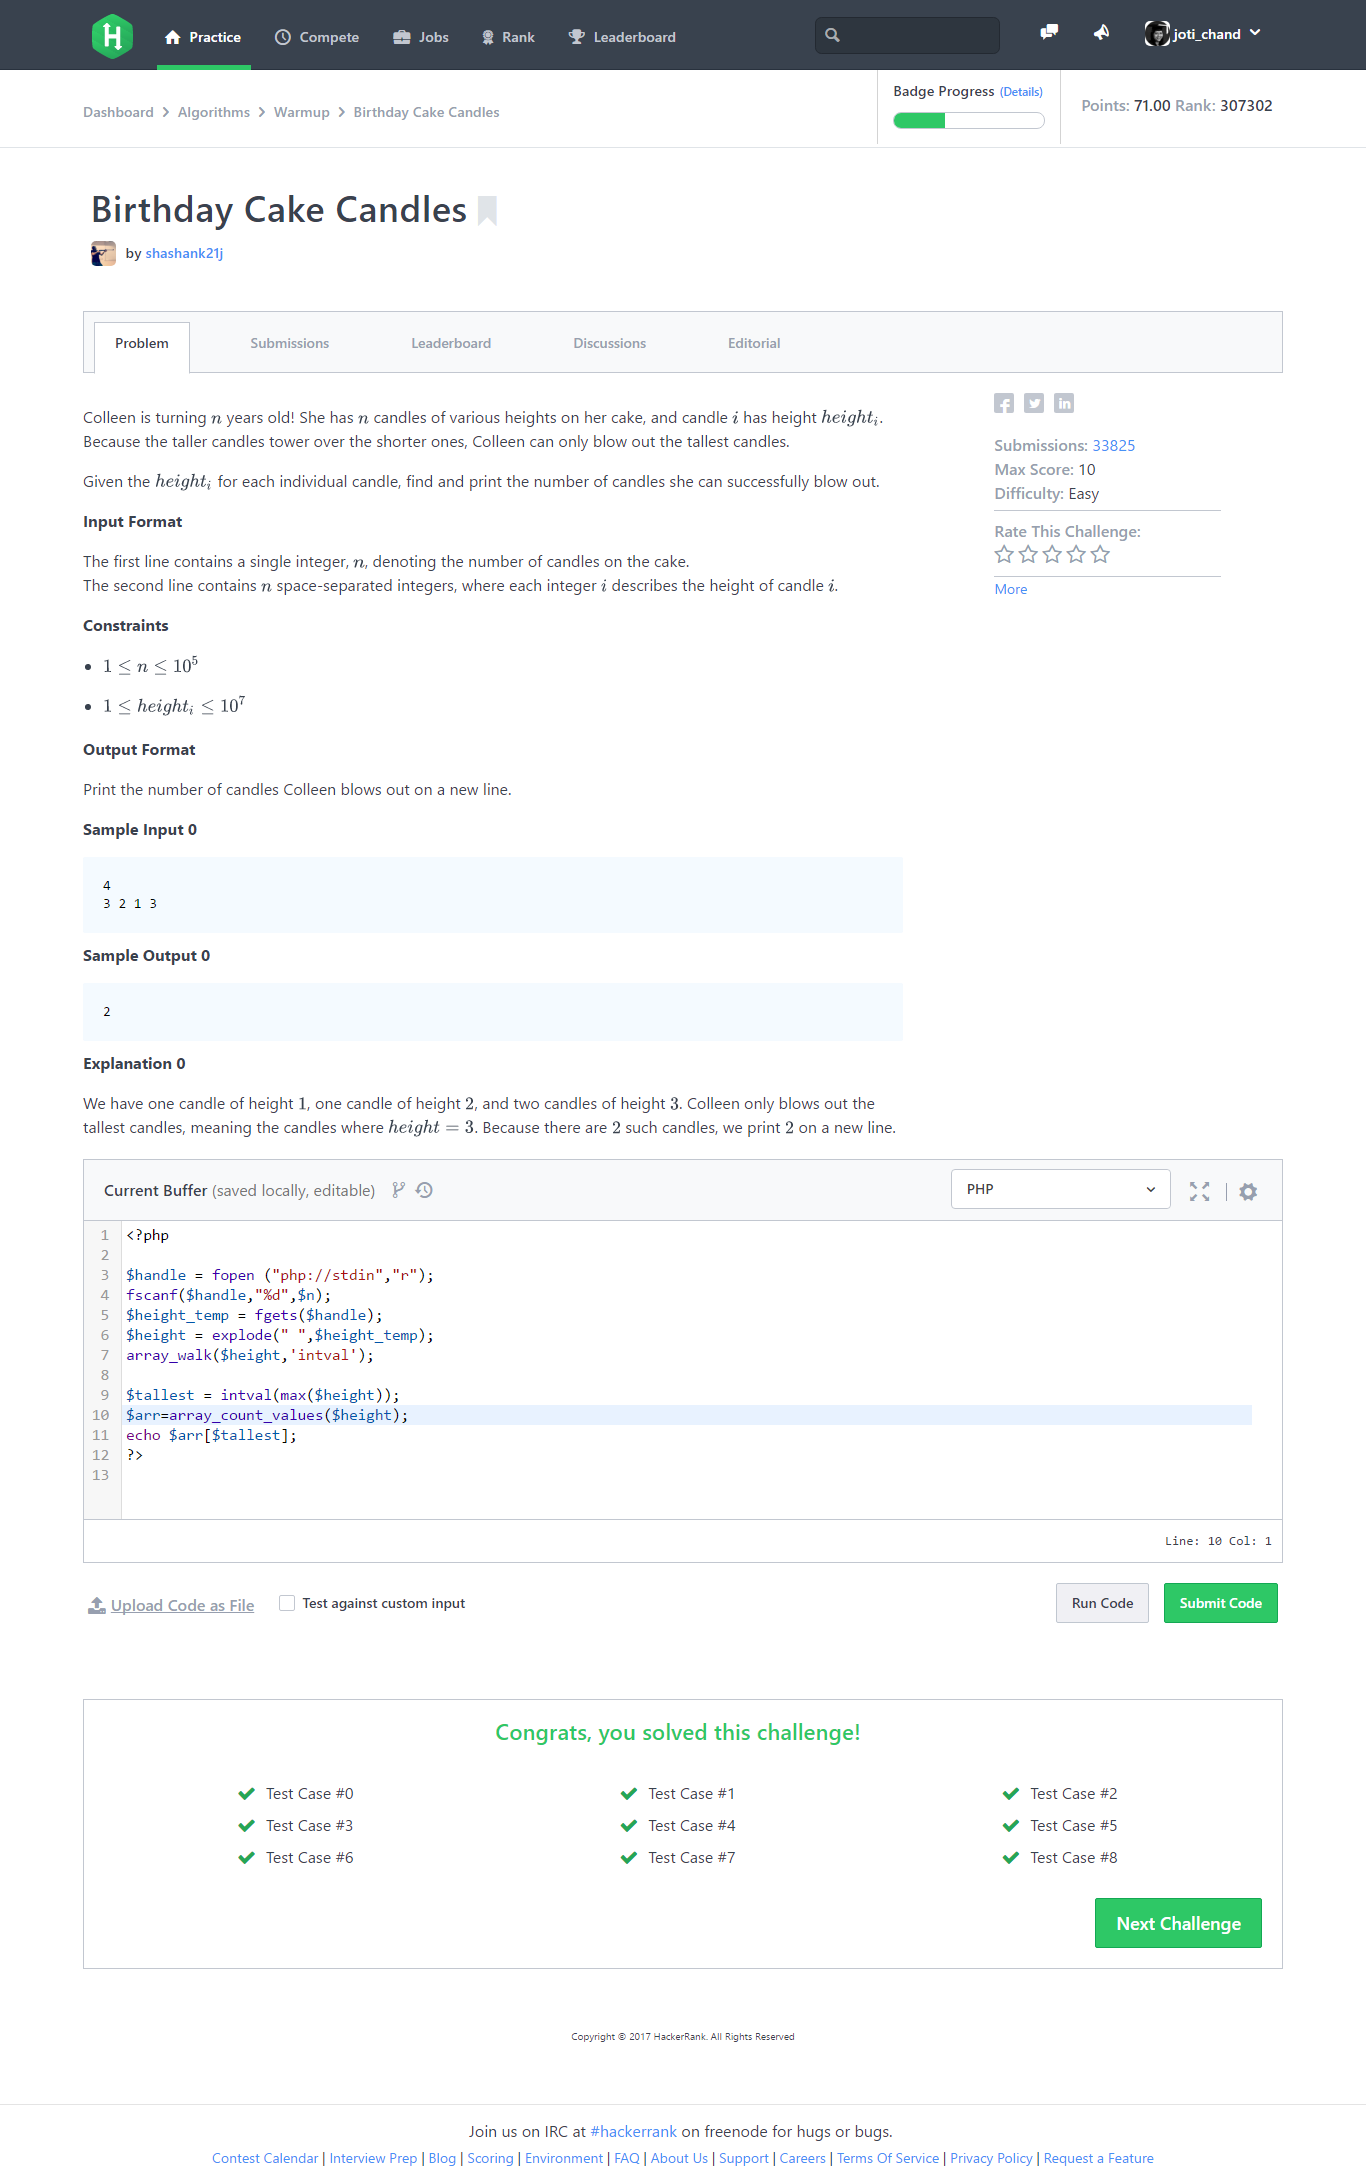 H Practice Compete Jobs Rank Leaderboard joti_chand
Dashboard > Algorithms > Warmup > Birthday Cake Candles
Badge Progress (Details)
Points: 71.00 Rank: 307302
Birthday Cake Candles
by shashank21j
Problem Submissions Leaderboard Discussions Editorial
Colleen is turning n years old! She has n candles of various heights on her cake, and candle i has height height_i.
Because the taller candles tower over the shorter ones, Colleen can only blow out the tallest candles.
Given the height_i for each individual candle, find and print the number of candles she can successfully blow out.
Input Format
The first line contains a single integer, n, denoting the number of candles on the cake.
The second line contains n space-separated integers, where each integer i describes the height of candle i.
Constraints
• 1 ≤ n ≤ 10^5
• 1 ≤ height_i ≤ 10^7
Output Format
Print the number of candles Colleen blows out on a new line.
Sample Input 0
4
3 2 1 3
Sample Output 0
2
Explanation 0
We have one candle of height 1, one candle of height 2, and two candles of height 3. Colleen only blows out the
tallest candles, meaning the candles where height = 3. Because there are 2 such candles, we print 2 on a new line.
Submissions: 33825
Max Score: 10
Difficulty: Easy
Rate This Challenge:
More
Current Buffer (saved locally, editable) PHP
1 <?php
2
3 $handle = fopen ("php://stdin","r");
4 fscanf($handle,"%d",$n);
5 $height_temp = fgets($handle);
6 $height = explode(" ",$height_temp);
7 array_walk($height,'intval');
8
9 $tallest = intval(max($height));
10 $arr=array_count_values($height);
11 echo $arr[$tallest];
12 ?>
13
Line: 10 Col: 1
Upload Code as File Test against custom input Run Code Submit Code
Congrats, you solved this challenge!
Test Case #0 Test Case #1 Test Case #2
Test Case #3 Test Case #4 Test Case #5
Test Case #6 Test Case #7 Test Case #8
Next Challenge
Copyright © 2017 HackerRank. All Rights Reserved
Join us on IRC at #hackerrank on freenode for hugs or bugs.
Contest Calendar | Interview Prep | Blog | Scoring | Environment | FAQ | About Us | Support | Careers | Terms Of Service | Privacy Policy | Request a Feature